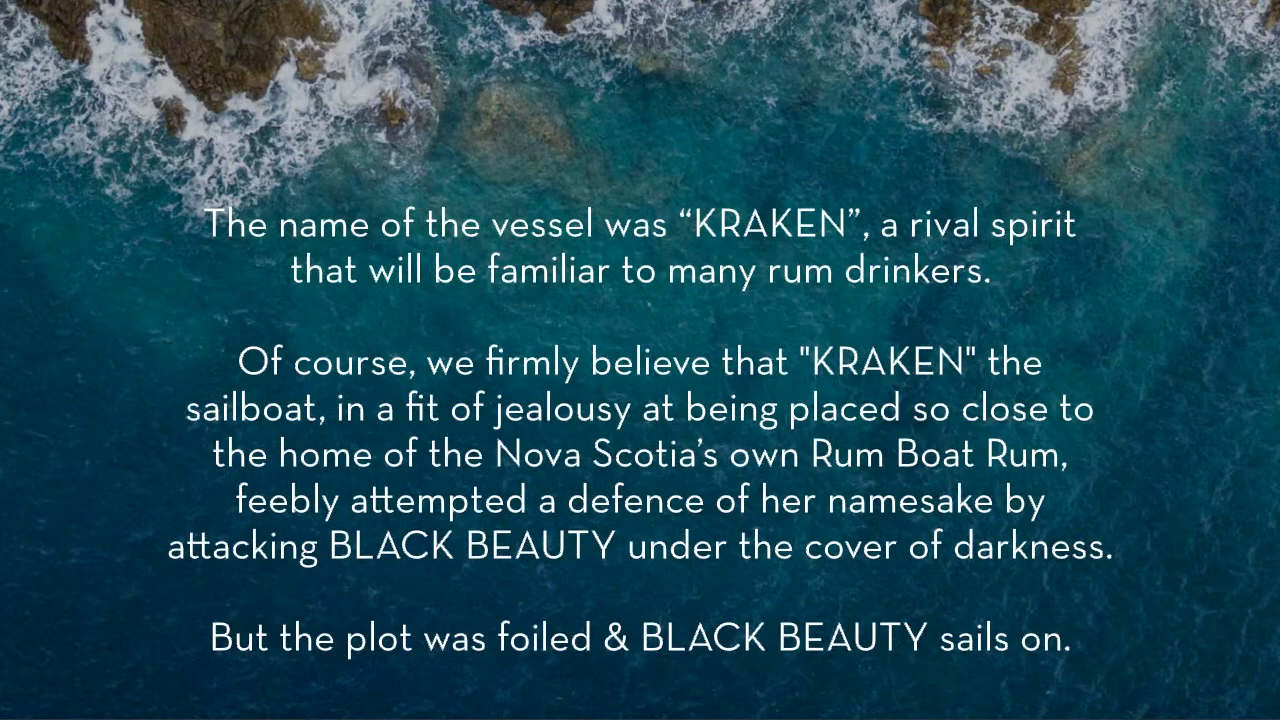 The name of the vessel was “KRAKEN”, a rival spirit
that will be familiar to many rum drinkers.
Of course, we firmly believe that "KRAKEN" the
sailboat, in a fit of jealousy at being placed so close to
the home of the Nova Scotia’s own Rum Boat Rum,
feebly attempted a defence of her namesake by
attacking BLACK BEAUTY under the cover of darkness.
But the plot was foiled & BLACK BEAUTY sails on.